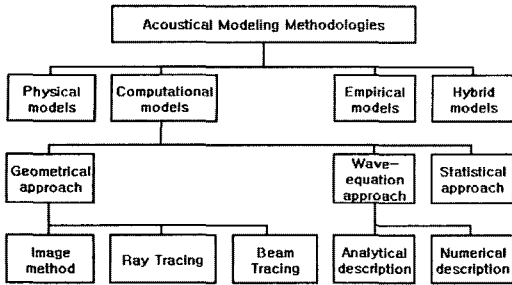 Acoustical Modeling Methodologies
Physical
models
Computational
models
Empirical
models
Hybrid
models
Geometrical
approach
Wave-
equation
approach
Statistical
approach
Image
method
Ray Tracing
Beam
Tracing
Analytical
description
Numerical
description